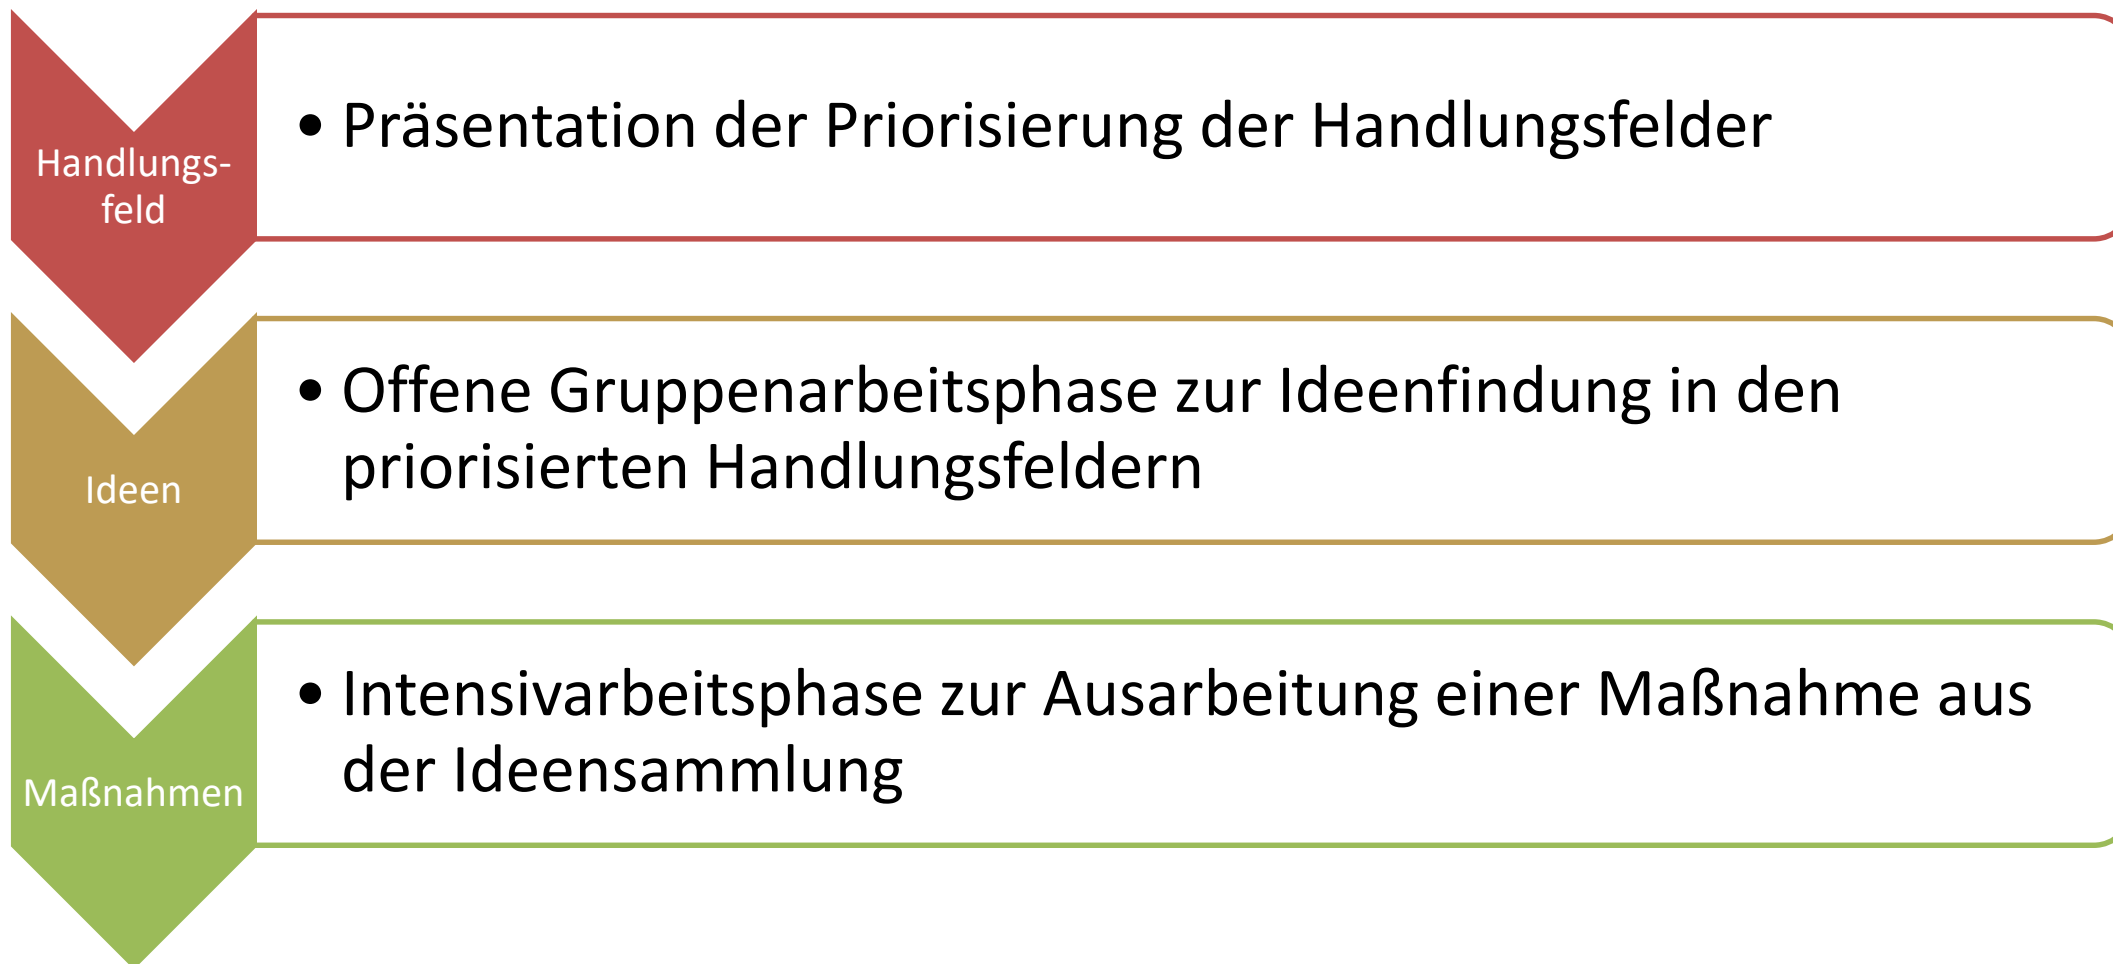 Handlungs-
feld
• Präsentation der Priorisierung der Handlungsfelder
Ideen
• Offene Gruppenarbeitsphase zur Ideenfindung in den
priorisierten Handlungsfeldern
Maßnahmen
• Intensivarbeitsphase zur Ausarbeitung einer Maßnahme aus
der Ideensammlung